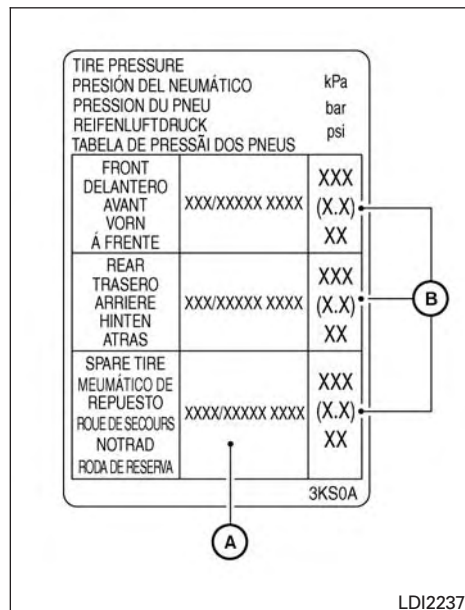 TIRE PRESSURE
PRESIÓN DEL NEUMÁTICO kPa
PRESSION DU PNEU bar
REIFENLUFTDRUCK psi
TABELA DE PRESSÃI DOS PNEUS
FRONT
DELANTERO
AVANT
VORN
Á FRENTE
XXX/XXXXX XXXX
XXX
(X.X)
XX
REAR
TRASERO
ARRIERE
HINTEN
ATRAS
XXX/XXXXX XXXX
XXX
(X.X)
XX
B
SPARE TIRE
MEUMÁTICO DE
REPUESTO
ROUE DE SECOURS
NOTRAD
RODA DE RESERVA
XXXX/XXXXX XXXX
XXX
(X.X)
XX
3KS0A
A
LDI2237